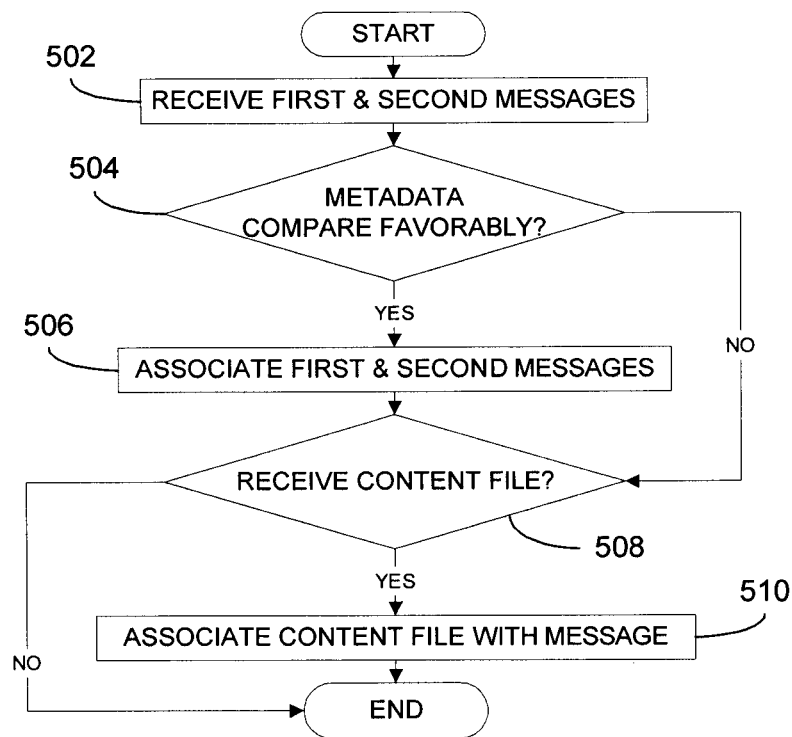 START
502
RECEIVE FIRST & SECOND MESSAGES
504
METADATA
COMPARE FAVORABLY?
YES
506
NO
ASSOCIATE FIRST & SECOND MESSAGES
RECEIVE CONTENT FILE?
508
YES
510
ASSOCIATE CONTENT FILE WITH MESSAGE
NO
END